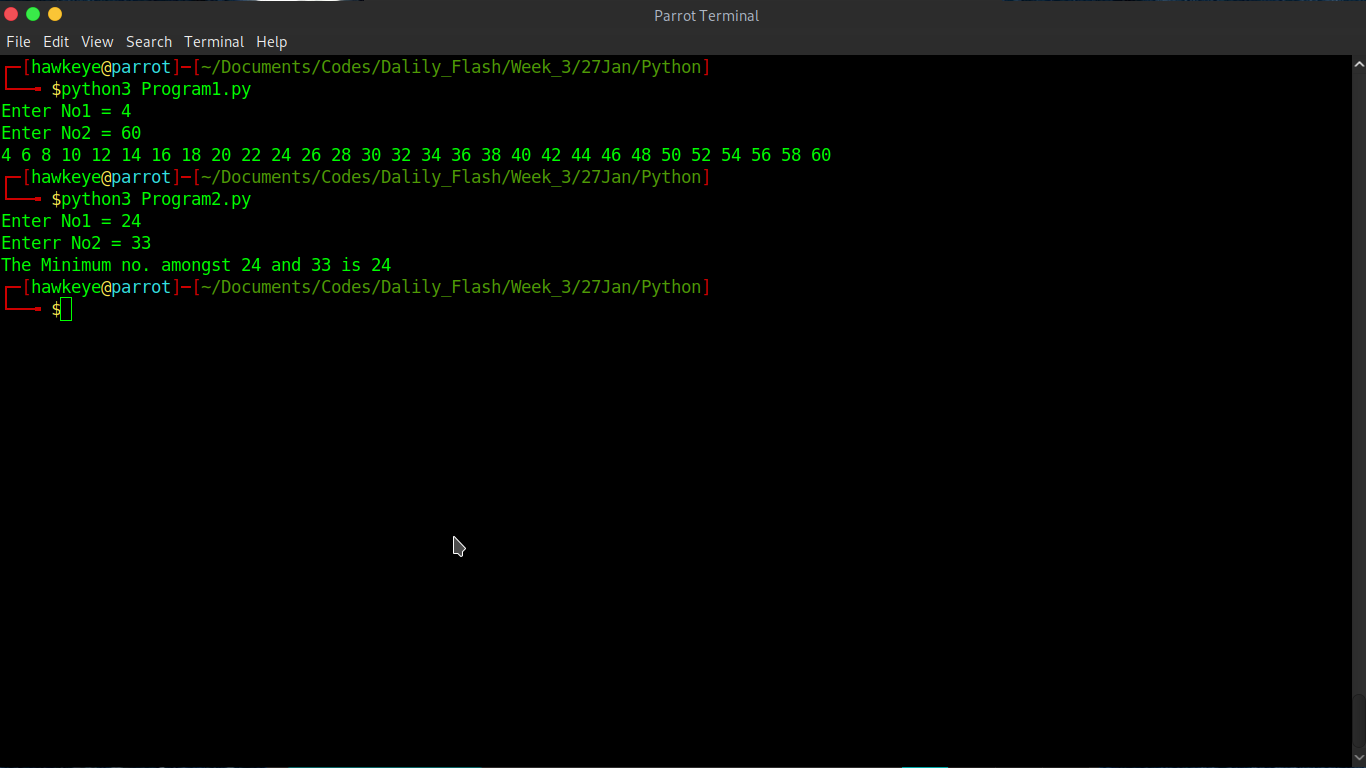 Parrot Terminal
File Edit View Search Terminal Help
┌─[hawkeye@parrot]─[~/Documents/Codes/Dalily_Flash/Week_3/27Jan/Python]
└──╼ $python3 Program1.py
Enter No1 = 4
Enter No2 = 60
4 6 8 10 12 14 16 18 20 22 24 26 28 30 32 34 36 38 40 42 44 46 48 50 52 54 56 58 60
┌─[hawkeye@parrot]─[~/Documents/Codes/Dalily_Flash/Week_3/27Jan/Python]
└──╼ $python3 Program2.py
Enter No1 = 24
Enterr No2 = 33
The Minimum no. amongst 24 and 33 is 24
┌─[hawkeye@parrot]─[~/Documents/Codes/Dalily_Flash/Week_3/27Jan/Python]
└──╼ $